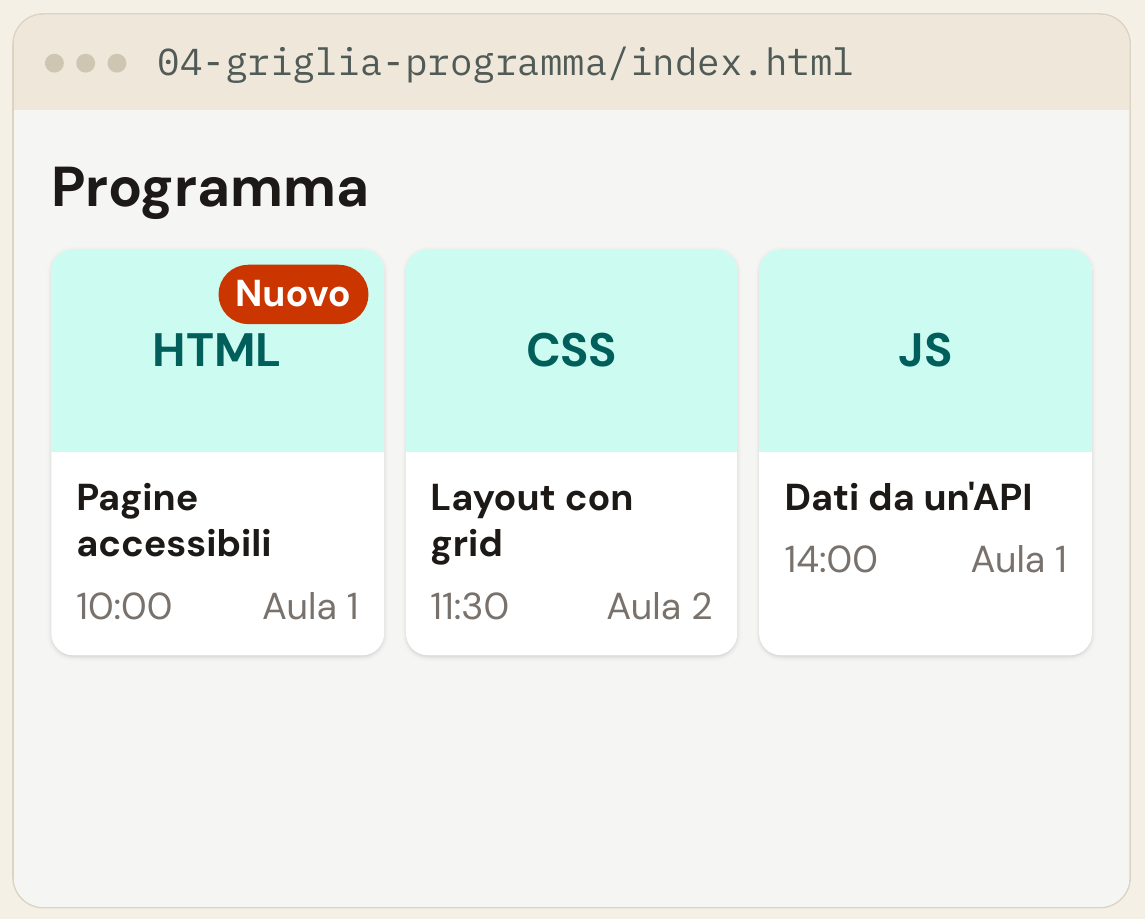 04-griglia-programma/index.html
Programma
Nuovo
HTML
Pagine
accessibili
10:00 Aula 1
CSS
Layout con
grid
11:30 Aula 2
JS
Dati da un'API
14:00 Aula 1